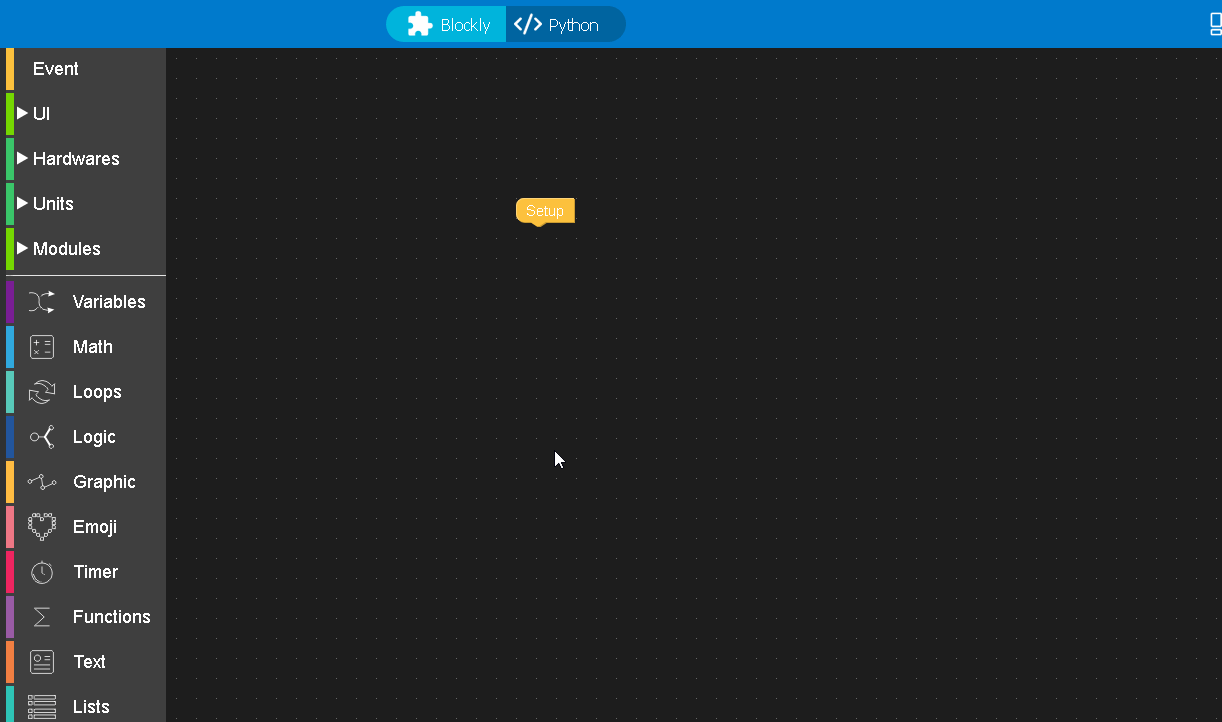 Blockly
Python
Event
UI
Hardwares
Setup
Units
Modules
Variables
Math
Loops
Logic
Graphic
Emoji
Timer
Functions
Text
Lists